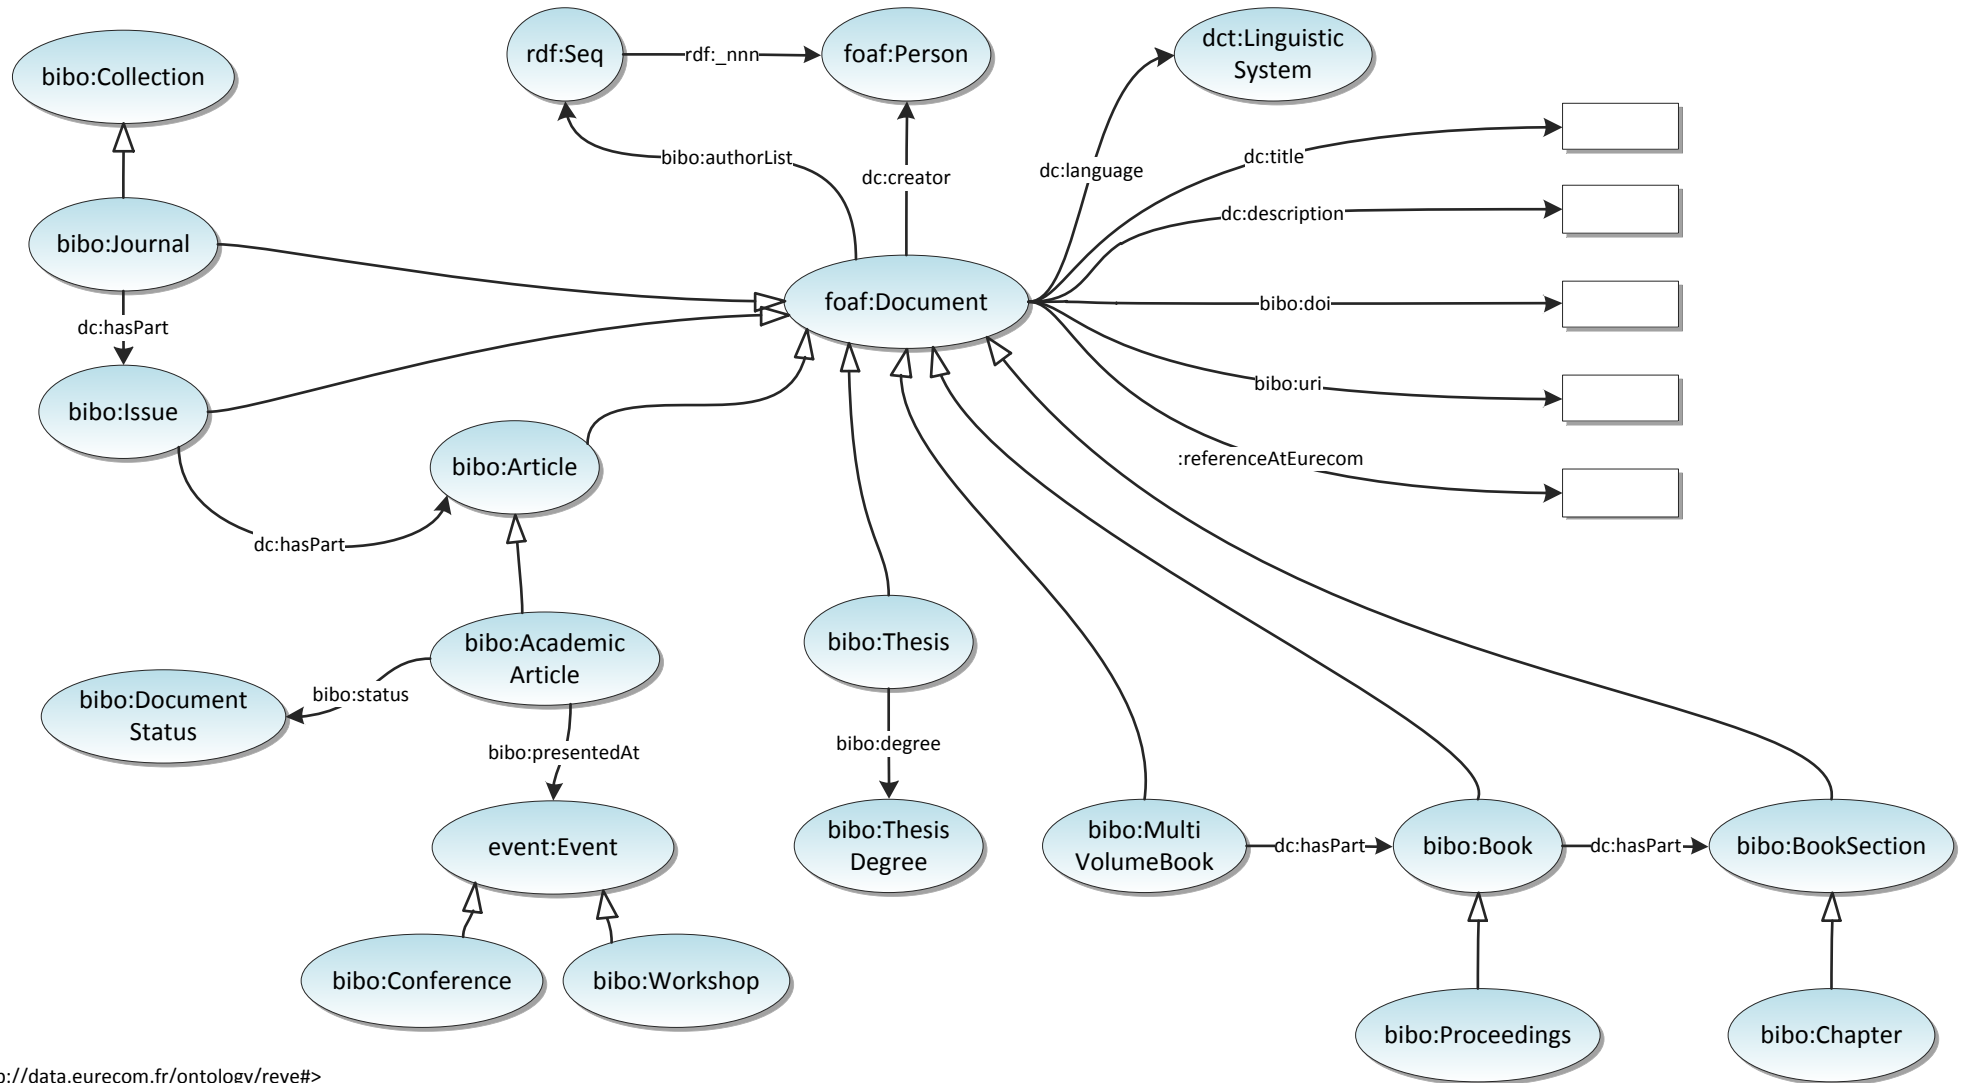 rdf:Seq
rdf:_nnn
foaf:Person
dct:Linguistic
System
bibo:Collection
bibo:authorList
dc:creator
dc:language
dc:title
dc:description
bibo:Journal
foaf:Document
bibo:doi
dc:hasPart
bibo:uri
bibo:Issue
bibo:Article
:referenceAtEurecom
dc:hasPart
bibo:Academic
Article
bibo:Thesis
bibo:Document
Status
bibo:status
bibo:presentedAt
bibo:degree
event:Event
bibo:Thesis
Degree
bibo:Multi
VolumeBook
dc:hasPart
bibo:Book
dc:hasPart
bibo:BookSection
bibo:Conference
bibo:Workshop
bibo:Proceedings
bibo:Chapter
p://data.eurecom.fr/ontology/reve#>